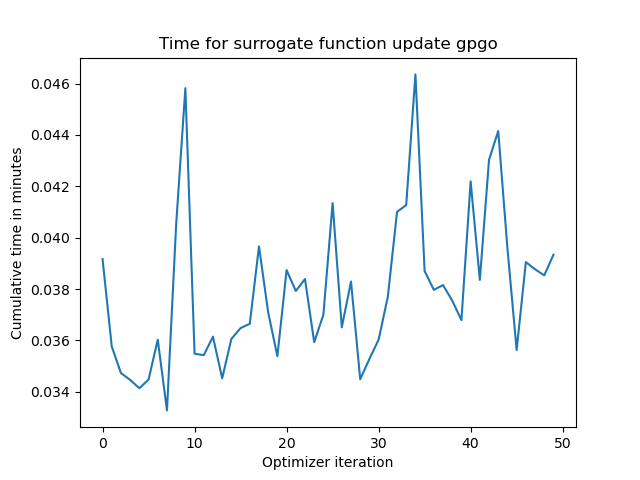 Time for surrogate function update gpgo
Cumulative time in minutes
0.046
0.044
0.042
0.040
0.038
0.036
0.034
0 10 20 30 40 50
Optimizer iteration